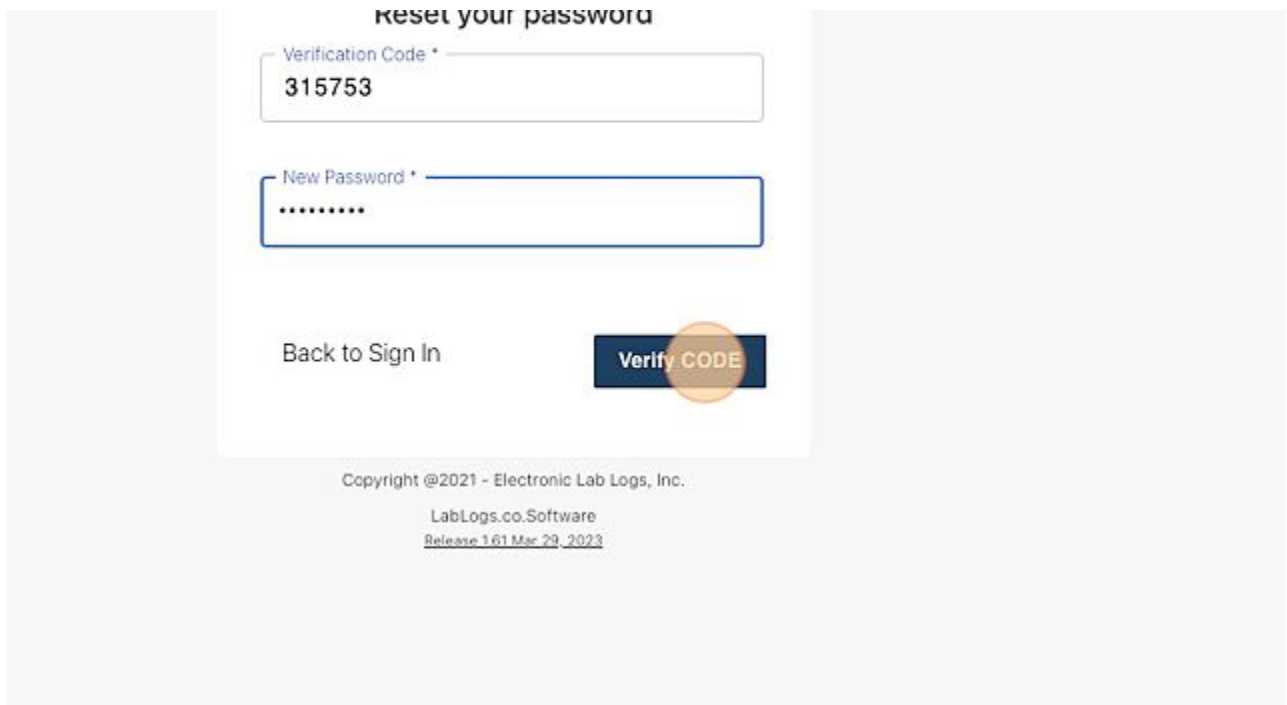 Reset your password
Verification Code *
315753
New Password *
•••••••••
Back to Sign In
Verify CODE
Copyright @2021 - Electronic Lab Logs, Inc.
LabLogs.co.Software
Release 1.61 Mar 29, 2023